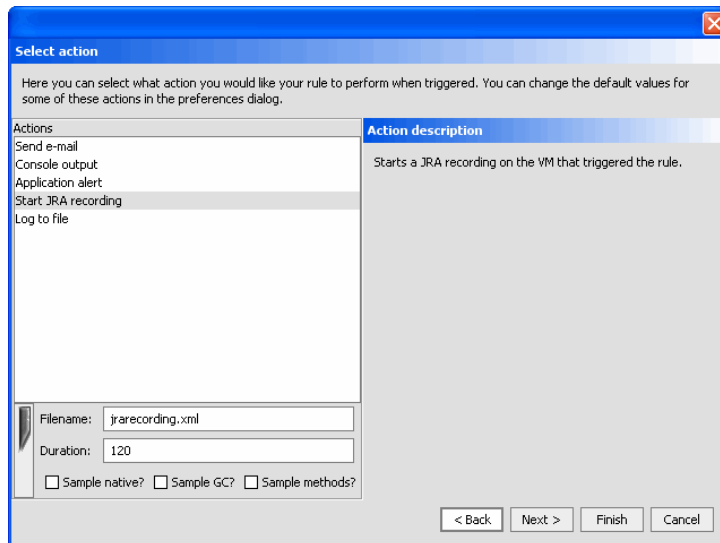 Select action
Here you can select what action you would like your rule to perform when triggered. You can change the default values for
some of these actions in the preferences dialog.
Actions
Send e-mail
Console output
Application alert
Start JRA recording
Log to file
Action description
Starts a JRA recording on the VM that triggered the rule.
Filename: jrarecording.xml
Duration: 120
Sample native? Sample GC? Sample methods?
< Back Next > Finish Cancel